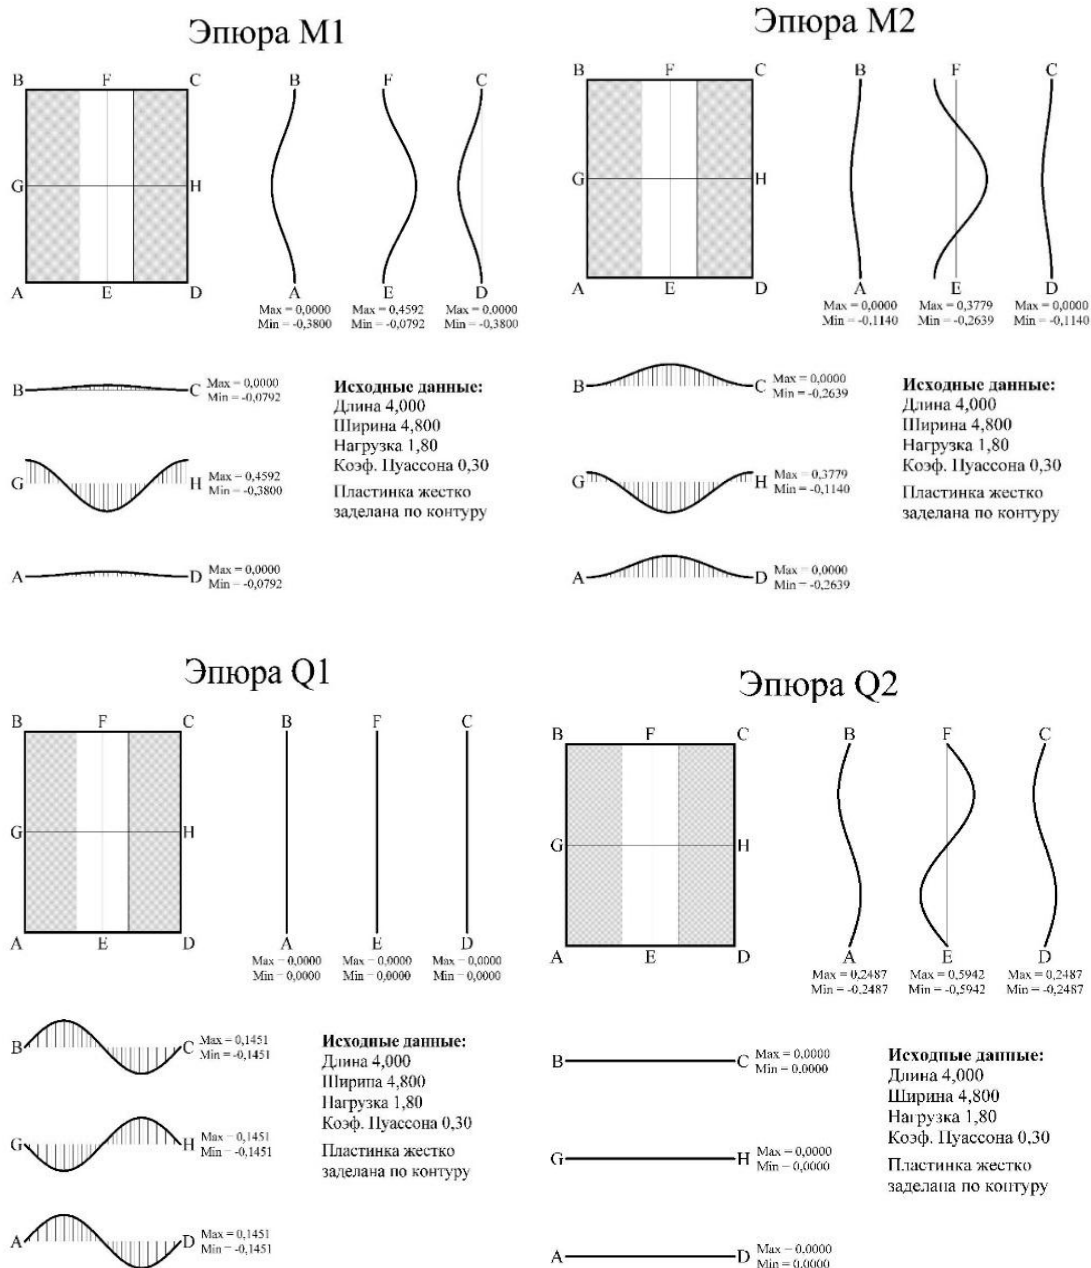 Эпюра M1
B F C
G H
A E D
B F C
A E D
Max = 0,0000 Max = 0,4592 Max = 0,0000
Min = -0,3800 Min = -0,0792 Min = -0,3800
B C Max = 0,0000
Min = -0,0792
G H Max = 0,4592
Min = -0,3800
A D Max = 0,0000
Min = -0,0792
Исходные данные:
Длина 4,000
Ширина 4,800
Нагрузка 1,80
Коэф. Пуассона 0,30
Пластинка жестко
заделана по контуру
Эпюра M2
B F C
G H
A E D
B F C
A E D
Max = 0,0000 Max = 0,3779 Max = 0,0000
Min = -0,1140 Min = -0,2639 Min = -0,1140
B C Max = 0,0000
Min = -0,2639
G H Max = 0,3779
Min = -0,1140
A D Max = 0,0000
Min = -0,2639
Исходные данные:
Длина 4,000
Ширина 4,800
Нагрузка 1,80
Коэф. Пуассона 0,30
Пластинка жестко
заделана по контуру
Эпюра Q1
B F C
G H
A E D
B F C
A E D
Max = 0,0000 Max = 0,0000 Max = 0,0000
Min = 0,0000 Min = 0,0000 Min = 0,0000
B C Max = 0,1451
Min = -0,1451
G H Max = 0,1451
Min = -0,1451
A D Max = 0,1451
Min = -0,1451
Исходные данные:
Длина 4,000
Ширина 4,800
Нагрузка 1,80
Коэф. Пуассона 0,30
Пластинка жестко
заделана по контуру
Эпюра Q2
B F C
G H
A E D
B F C
A E D
Max = 0,2487 Max = 0,5942 Max = 0,2487
Min = -0,2487 Min = -0,5942 Min = -0,2487
B C Max = 0,0000
Min = 0,0000
G H Max = 0,0000
Min = 0,0000
A D Max = 0,0000
Min = 0,0000
Исходные данные:
Длина 4,000
Ширина 4,800
Нагрузка 1,80
Коэф. Пуассона 0,30
Пластинка жестко
заделана по контуру